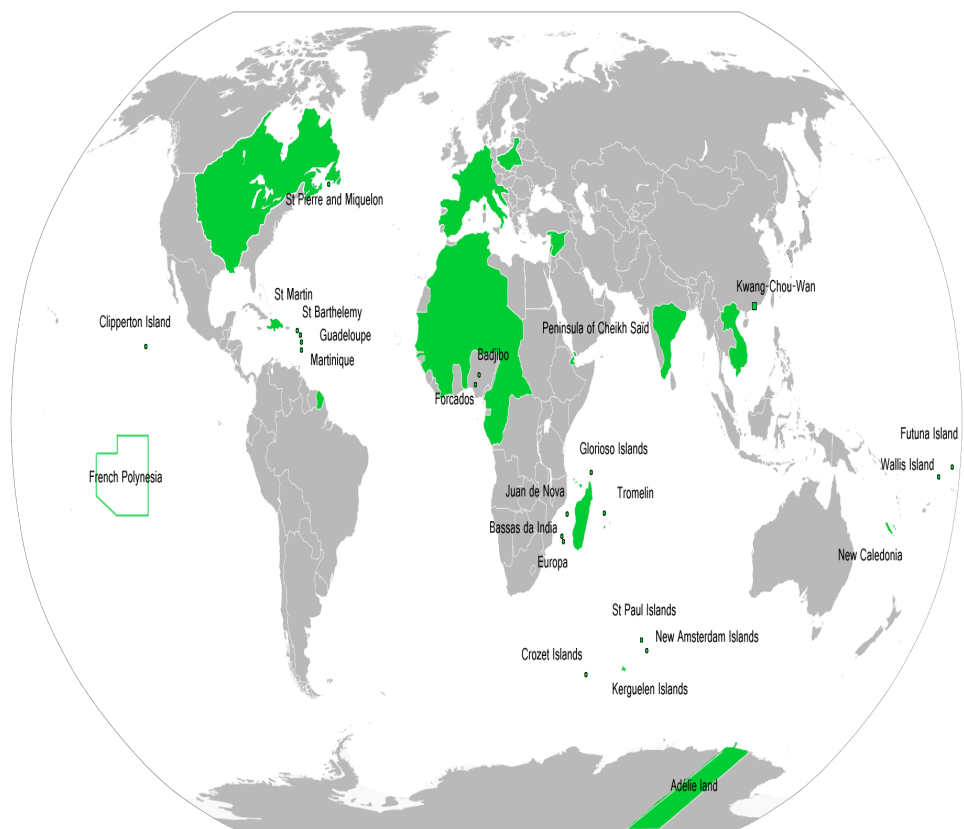 St Pierre and Miquelon
Kwang-Chou-Wan
St Martin
St Barthelemy
Clipperton Island
Guadeloupe
Peninsula of Cheikh Saïd
Martinique
Badjibo
Forcados
Futuna Island
Glorioso Islands
Wallis Island
French Polynesia
Juan de Nova
Tromelin
Bassas da India
New Caledonia
Europa
St Paul Islands
New Amsterdam Islands
Crozet Islands
Kerguelen Islands
Adélie land